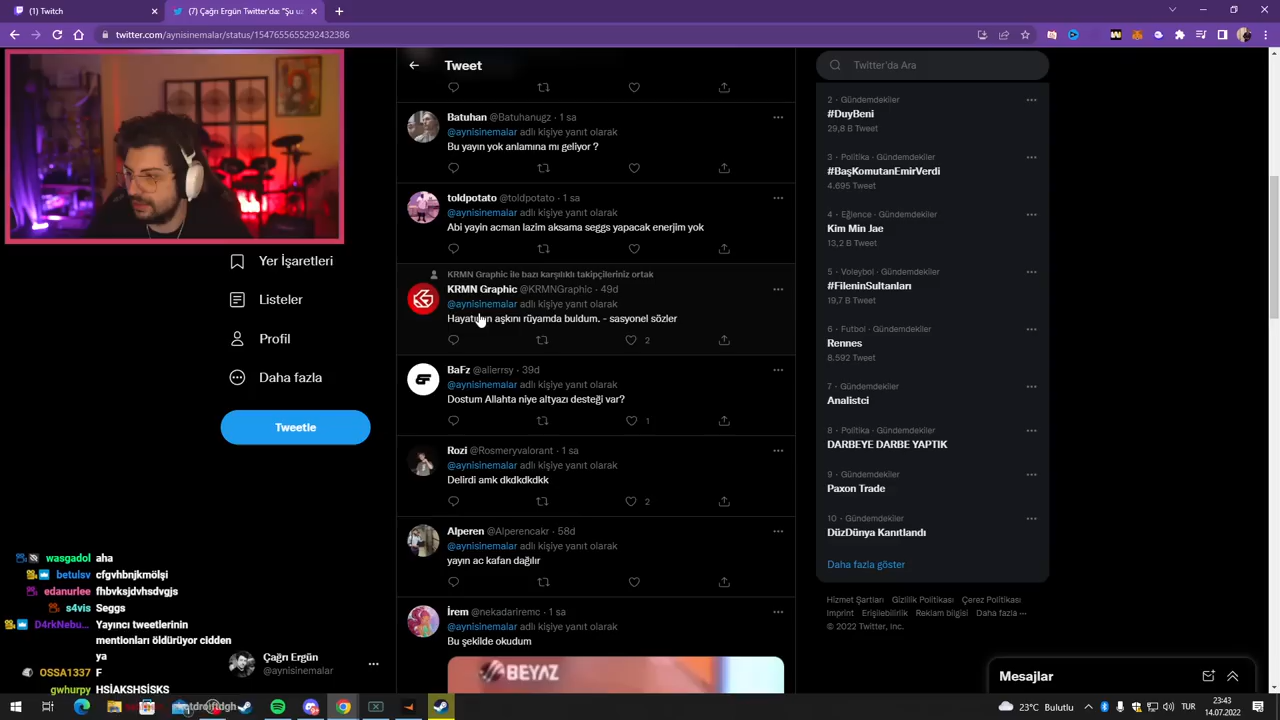 (1) Twitch
(7) Çağrı Ergün Twitter'da: "Şu uz
twitter.com/aynisinemalar/status/1547655655292432386
Yer İşaretleri
Listeler
Profil
Daha fazla
Tweetle
wasgadol aha
betulsv cfgvhbnjkmölşi
edanurlee fhbvksjdvhsdvgjs
s4vis Seggs
D4rkNebu... Yayıncı tweetlerinin
mentionları öldürüyor cidden
ya
OSSA1337 F
gwhurpy HSİAKSHSİSKS
Çağrı Ergün
@aynisinemalar
Tweet
Batuhan @Batuhanugz · 1 sa
@aynisinemalar adlı kişiye yanıt olarak
Bu yayın yok anlamına mı geliyor ?
toldpotato @toldpotato · 1 sa
@aynisinemalar adlı kişiye yanıt olarak
Abi yayin acman lazim aksama seggs yapacak enerjim yok
KRMN Graphic ile bazı karşılıklı takipçileriniz ortak
KRMN Graphic @KRMNGraphic · 49d
@aynisinemalar adlı kişiye yanıt olarak
aşkını rüyamda buldum. - sasyonel sözler
2
BaFz @alierrsy · 39d
@aynisinemalar adlı kişiye yanıt olarak
Dostum Allahta niye altyazı desteği var?
1
Rozi @Rosmeryvalorant · 1 sa
@aynisinemalar adlı kişiye yanıt olarak
Delirdi amk dkdkdkdkk
2
Alperen @Alperencakr · 58d
@aynisinemalar adlı kişiye yanıt olarak
yayın ac kafan dağılır
İrem @nekadariremc · 1 sa
@aynisinemalar adlı kişiye yanıt olarak
Bu şekilde okudum
BEYAZ
Twitter'da Ara
2 · Gündemdekiler
#DuyBeni
29,8 B Tweet
3 · Politika · Gündemdekiler
#BaşKomutanEmirVerdi
4.695 Tweet
4 · Eğlence · Gündemdekiler
Kim Min Jae
13,2 B Tweet
5 · Voleybol · Gündemdekiler
#FileninSultanları
19,7 B Tweet
6 · Futbol · Gündemdekiler
Rennes
8.592 Tweet
7 · Gündemdekiler
Analistci
8 · Politika · Gündemdekiler
DARBEYE DARBE YAPTIK
9 · Gündemdekiler
Paxon Trade
10 · Gündemdekiler
DüzDünya Kanıtlandı
Daha fazla göster
Hizmet Şartları Gizlilik Politikası Çerez Politikası
Imprint Erişilebilirlik Reklam bilgisi Daha fazla ···
© 2022 Twitter, Inc.
Mesajlar
23°C Bulutlu
TUR
23:43
14.07.2022